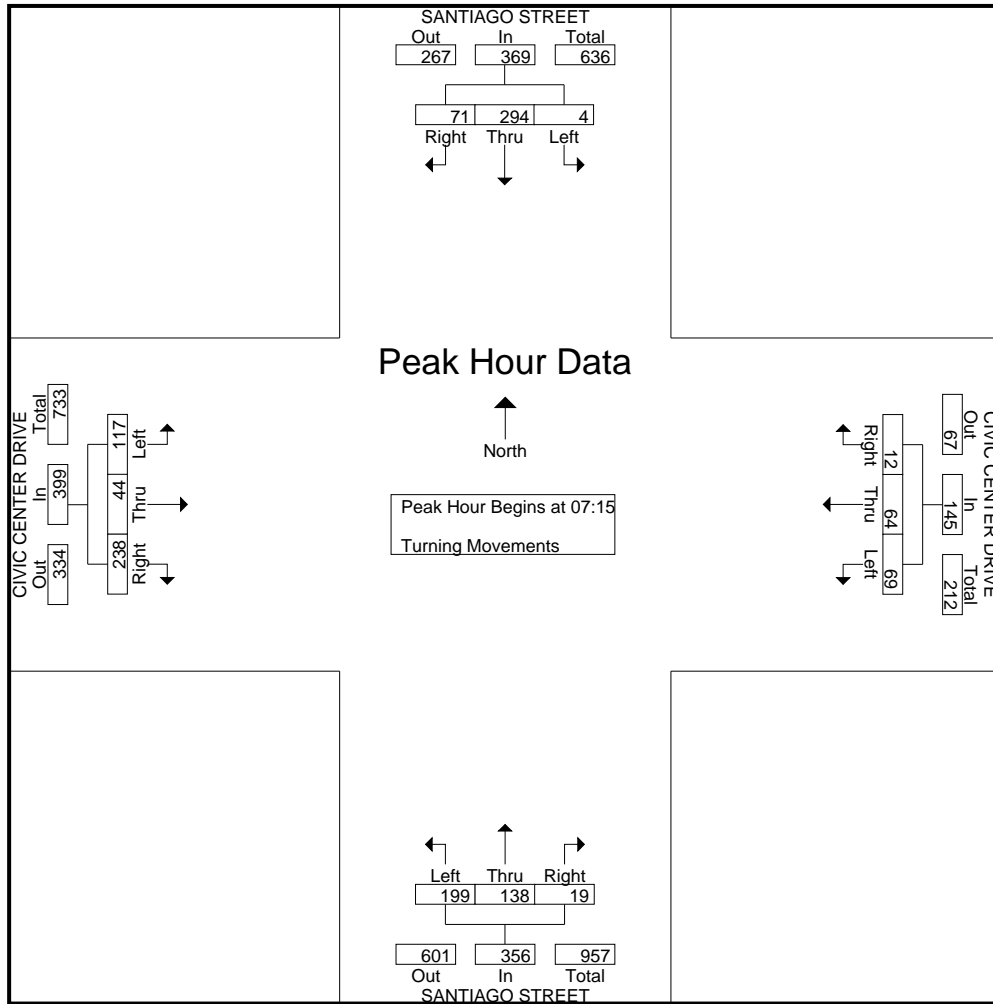 SANTIAGO STREET
Out In Total
267 369 636
71 294 4
Right Thru Left
Peak Hour Data
North
Peak Hour Begins at 07:15
Turning Movements
CIVIC CENTER DRIVE
Total In Out
733 399 334
117 44 238
Left Thru Right
CIVIC CENTER DRIVE
Out In Total
67 145 212
12 64 69
Right Thru Left
Left Thru Right
199 138 19
601 356 957
Out In Total
SANTIAGO STREET